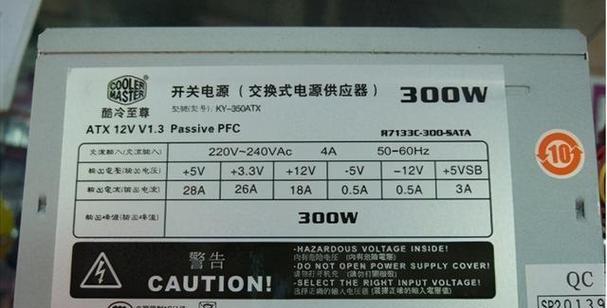 COOLER MASTER
酷冷至尊
开关电源（交换式电源供应器） 300W
KY-350ATX
ATX 12V V1.3 Passive PFC R7133C-300-SATA
220V~240VAc 4A 50-60Hz
+5V +3.3V +12V -5V -12V +5VSB
28A 26A 18A 0.5A 0.5A 3A
300W
10
警告
CAUTION!
-HAZARDOUS VOLTAGE INSIDE!
-DO NOT OPEN POWER SUPPLY COVER!
-SELECT THE RIGHT INPUT VOLTAGE!
QC